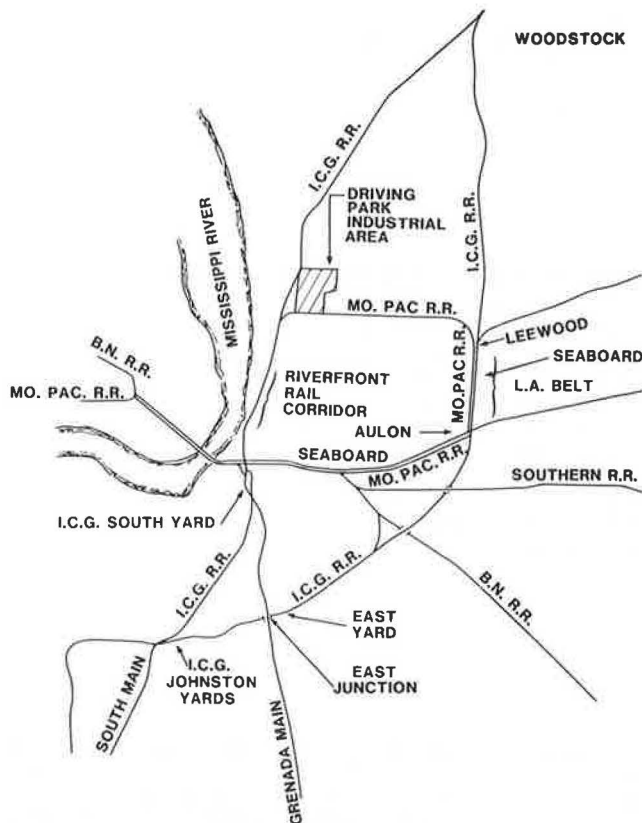 WOODSTOCK
I.C.G. R.R.
DRIVING
PARK
INDUSTRIAL
AREA
I.C.G. R.R.
MISSISSIPPI RIVER
MO. PAC R.R.
LEEWOOD
B.N. R.R.
SEABOARD
MO. PAC. R.R.
MO.PAC R.R.
L.A. BELT
RIVERFRONT
RAIL
CORRIDOR
AULON
SEABOARD
MO. PAC. R.R.
SOUTHERN R.R.
I.C.G. SOUTH YARD
I.C.G. R.R.
I.C.G. R.R.
B.N. R.R.
EAST
YARD
I.C.G.
JOHNSTON
YARDS
EAST
JUNCTION
SOUTH MAIN
GRENADA MAIN